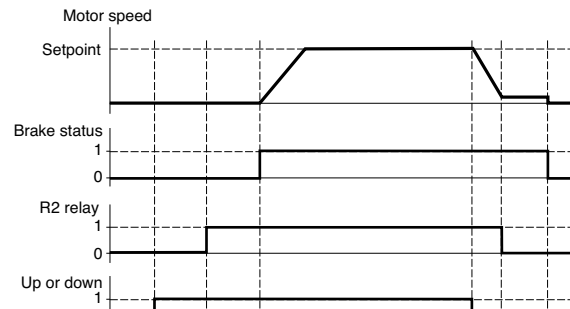 Motor speed
Setpoint
Brake status
1
0
R2 relay
1
0
Up or down
1